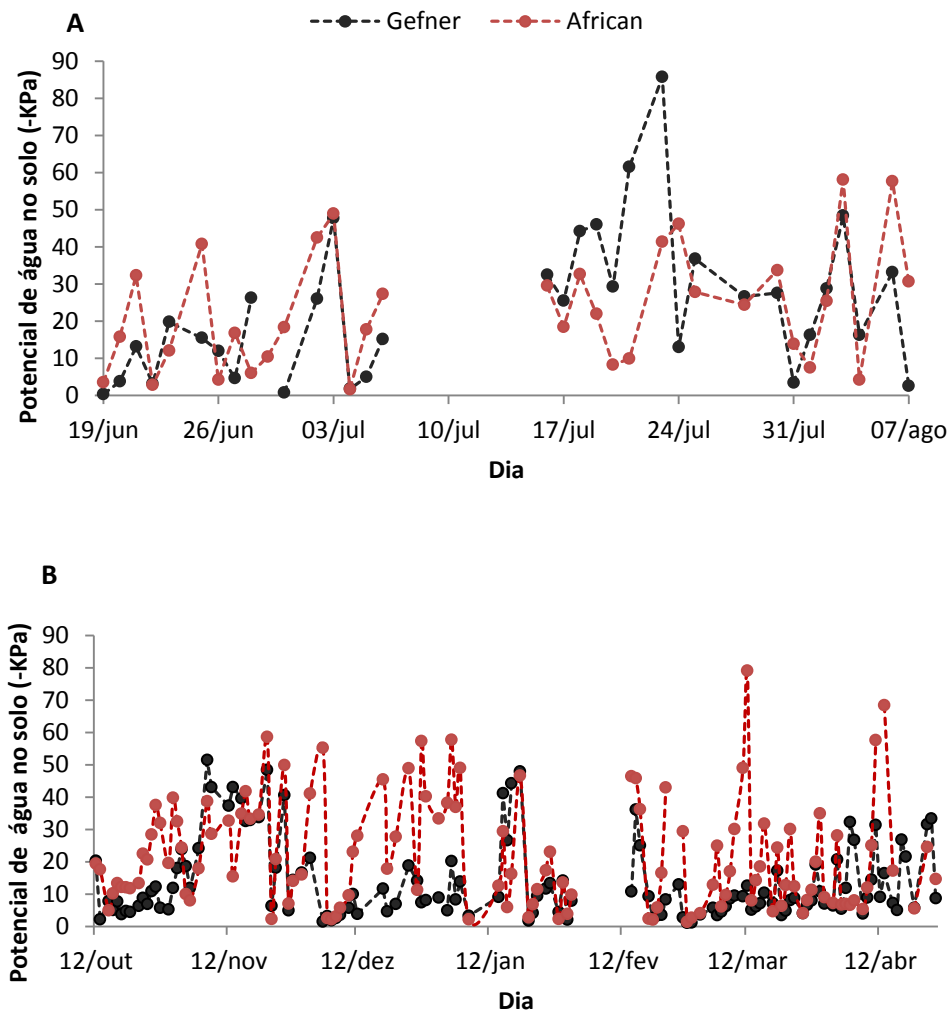 A
Gefner
African
Potencial de água no solo (-KPa)
90
80
70
60
50
40
30
20
10
0
19/jun
26/jun
03/jul
10/jul
17/jul
24/jul
31/jul
07/ago
Dia
B
Potencial de água no solo (-KPa)
90
80
70
60
50
40
30
20
10
0
12/out
12/nov
12/dez
12/jan
12/fev
12/mar
12/abr
Dia